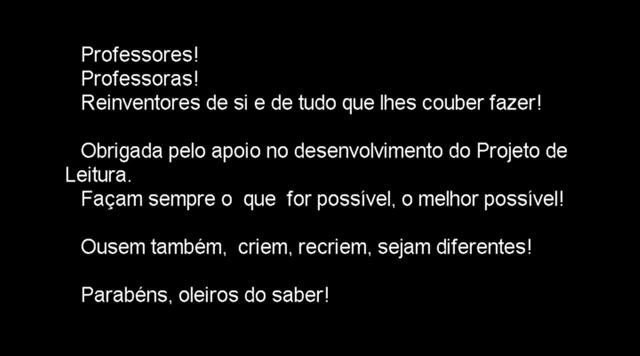 Professores!
Professoras!
Reinventores de si e de tudo que lhes couber fazer!
Obrigada pelo apoio no desenvolvimento do Projeto de
Leitura.
Façam sempre o que for possível, o melhor possível!
Ousem também, criem, recriem, sejam diferentes!
Parabéns, oleiros do saber!